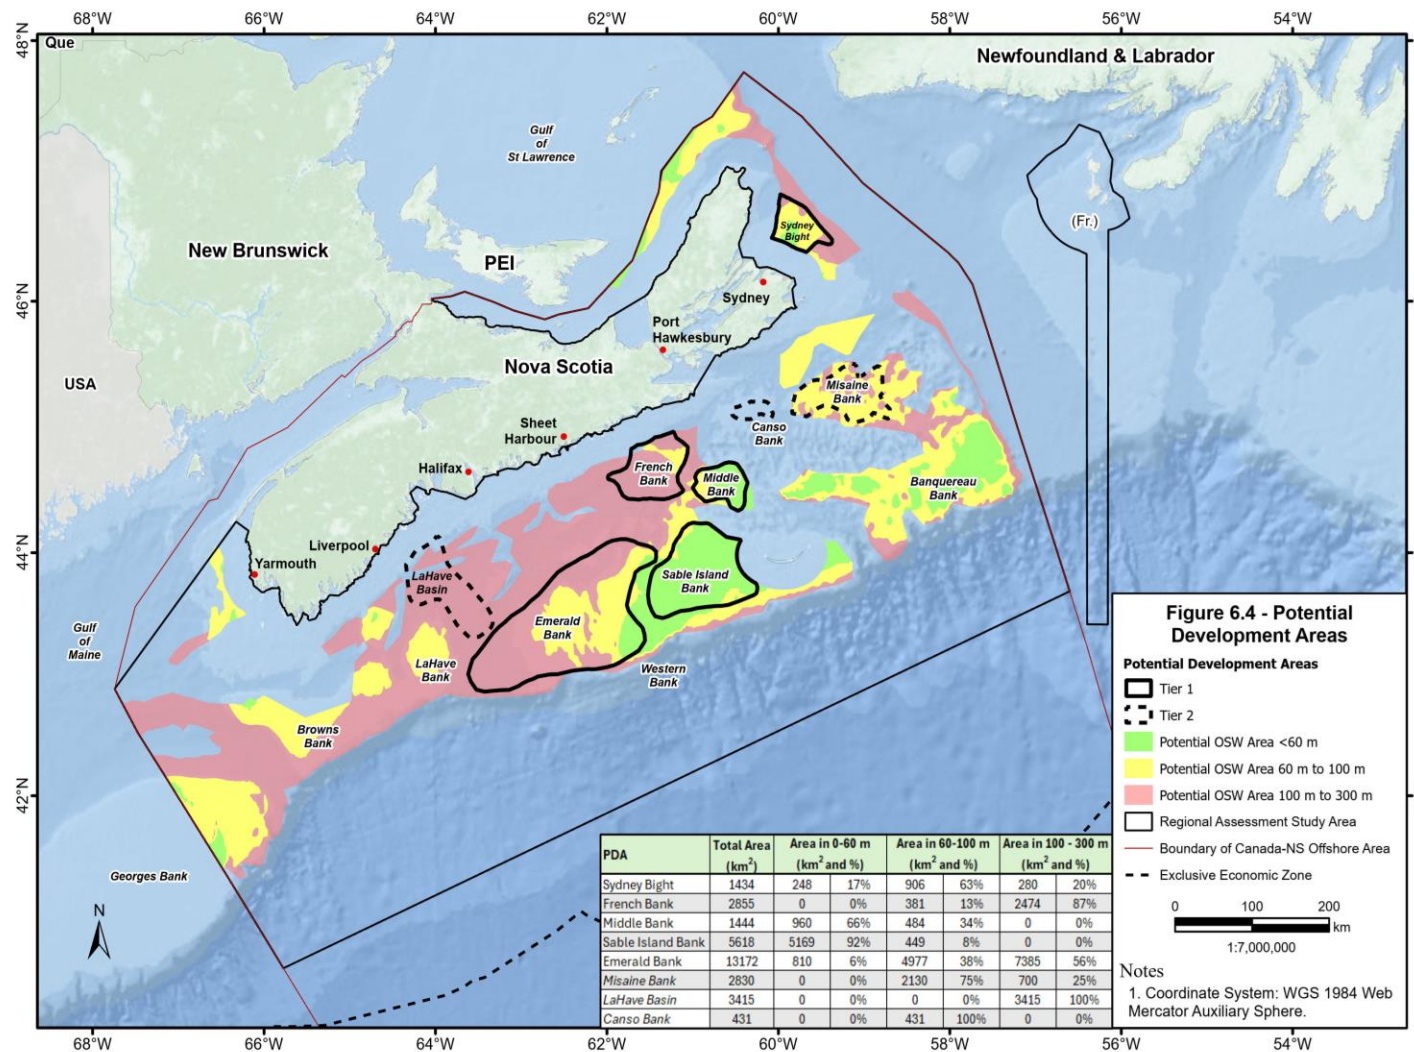 68°W 66°W 64°W 62°W 60°W 58°W 56°W 54°W
48°N
Que
Newfoundland & Labrador
Gulf
of
St Lawrence
(Fr.)
Sydney
Bight
New Brunswick
PEI
46°N
Sydney
Port
Hawkesbury
Nova Scotia
USA
Misaine
Bank
Canso
Bank
Sheet
Harbour
Halifax
French
Bank
Middle
Bank
Banquereau
Bank
44°N
Liverpool
Yarmouth
LaHave
Basin
Sable Island
Bank
Emerald
Bank
Gulf
of
Maine
LaHave
Bank
Western
Bank
Browns
Bank
42°N
Georges Bank
N
Figure 6.4 - Potential
Development Areas
Potential Development Areas
Tier 1
Tier 2
Potential OSW Area <60 m
Potential OSW Area 60 m to 100 m
Potential OSW Area 100 m to 300 m
Regional Assessment Study Area
Boundary of Canada-NS Offshore Area
Exclusive Economic Zone
0 100 200
km
1:7,000,000
Notes
1. Coordinate System: WGS 1984 Web
Mercator Auxiliary Sphere.
PDA Total Area (km2) Area in 0-60 m (km2 and %) Area in 60-100 m (km2 and %) Area in 100 - 300 m (km2 and %)
Sydney Bight 1434 248 17% 906 63% 280 20%
French Bank 2855 0 0% 381 13% 2474 87%
Middle Bank 1444 960 66% 484 34% 0 0%
Sable Island Bank 5618 5169 92% 449 8% 0 0%
Emerald Bank 13172 810 6% 4977 38% 7385 56%
Misaine Bank 2830 0 0% 2130 75% 700 25%
LaHave Basin 3415 0 0% 0 0% 3415 100%
Canso Bank 431 0 0% 431 100% 0 0%
68°W 66°W 64°W 62°W 60°W 58°W 56°W 54°W